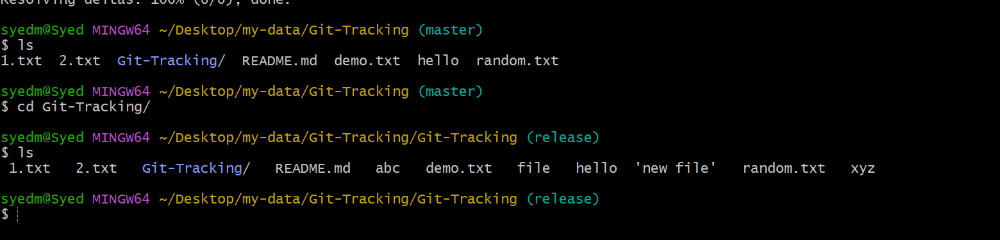 Resolving deltas: 100% (6/6), done.
syedm@Syed MINGW64 ~/Desktop/my-data/Git-Tracking (master)
$ ls
1.txt 2.txt Git-Tracking/ README.md demo.txt hello random.txt
syedm@Syed MINGW64 ~/Desktop/my-data/Git-Tracking (master)
$ cd Git-Tracking/
syedm@Syed MINGW64 ~/Desktop/my-data/Git-Tracking/Git-Tracking (release)
$ ls
1.txt 2.txt Git-Tracking/ README.md abc demo.txt file hello 'new file' random.txt xyz
syedm@Syed MINGW64 ~/Desktop/my-data/Git-Tracking/Git-Tracking (release)
$